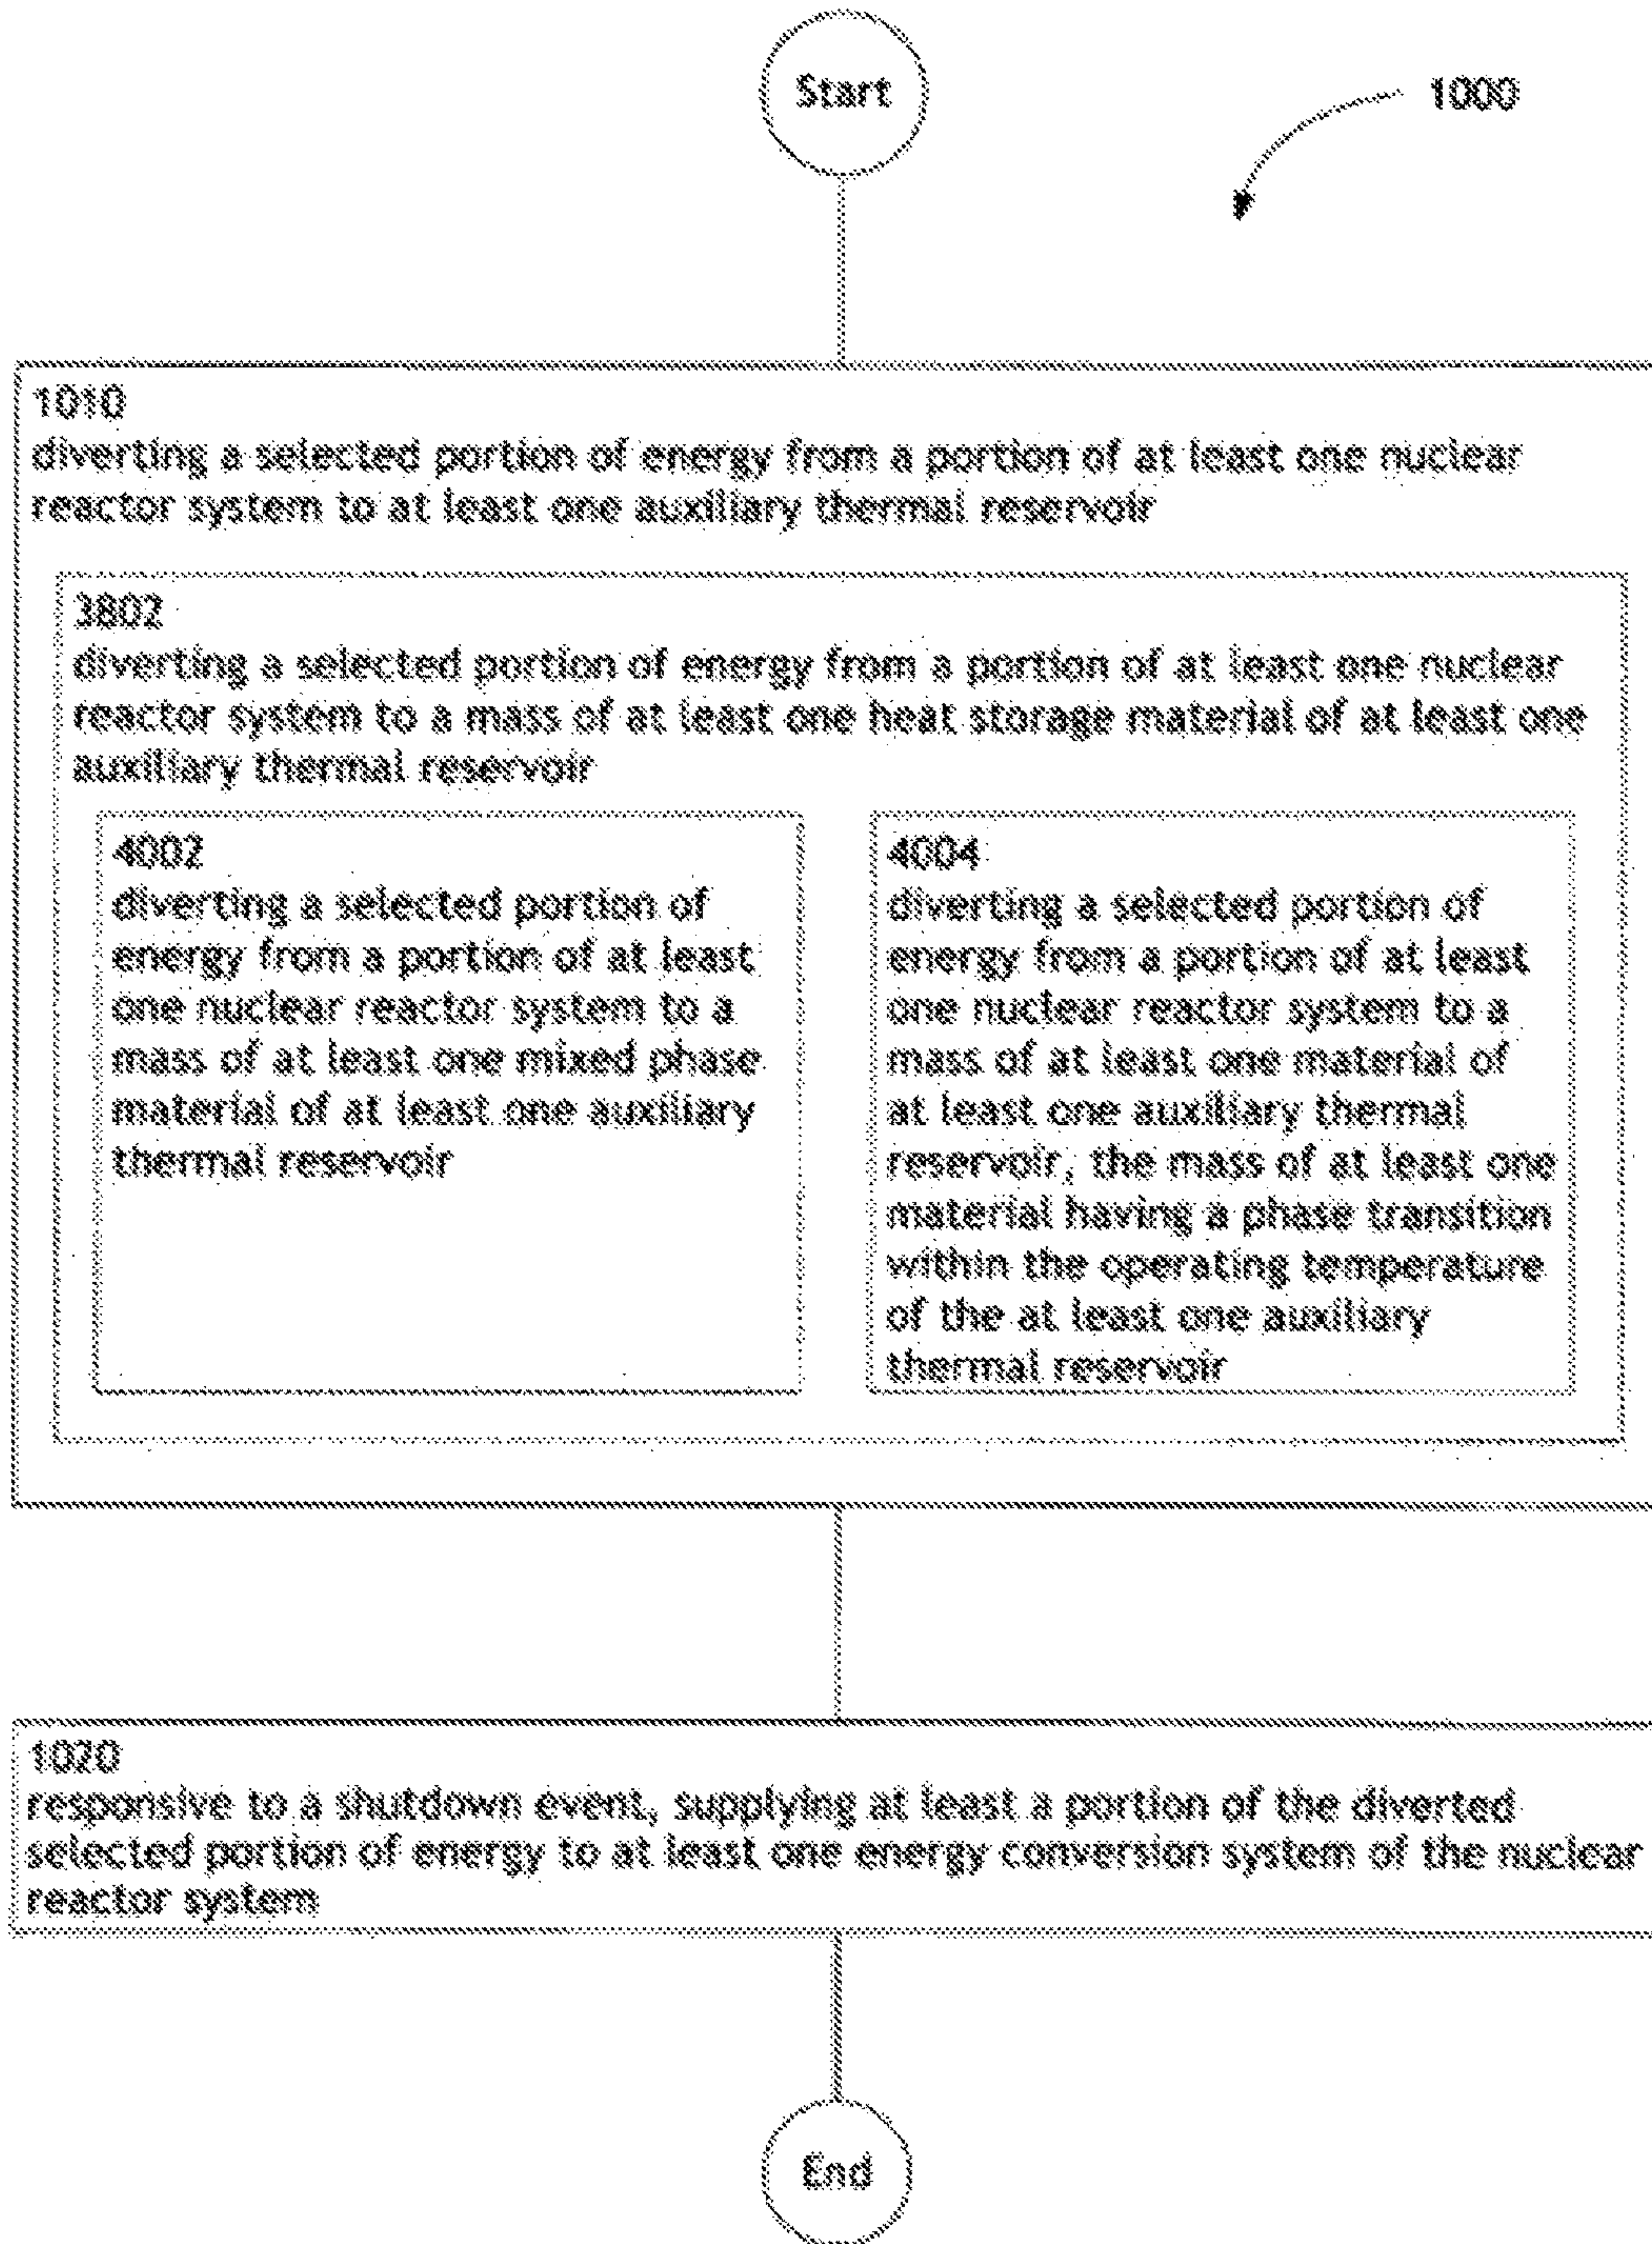 Start
1000
1010
diverting a selected portion of energy from a portion of at least one nuclear
reactor system to at least one auxiliary thermal reservoir
3802
diverting a selected portion of energy from a portion of at least one nuclear
reactor system to a mass of at least one heat storage material of at least one
auxiliary thermal reservoir
4002
diverting a selected portion of
energy from a portion of at least
one nuclear reactor system to a
mass of at least one mixed phase
material of at least one auxiliary
thermal reservoir
4004
diverting a selected portion of
energy from a portion of at least
one nuclear reactor system to a
mass of at least one material of
at least one auxiliary thermal
reservoir, the mass of at least one
material having a phase transition
within the operating temperature
of the at least one auxiliary
thermal reservoir
1020
responsive to a shutdown event, supplying at least a portion of the diverted
selected portion of energy to at least one energy conversion system of the nuclear
reactor system
End